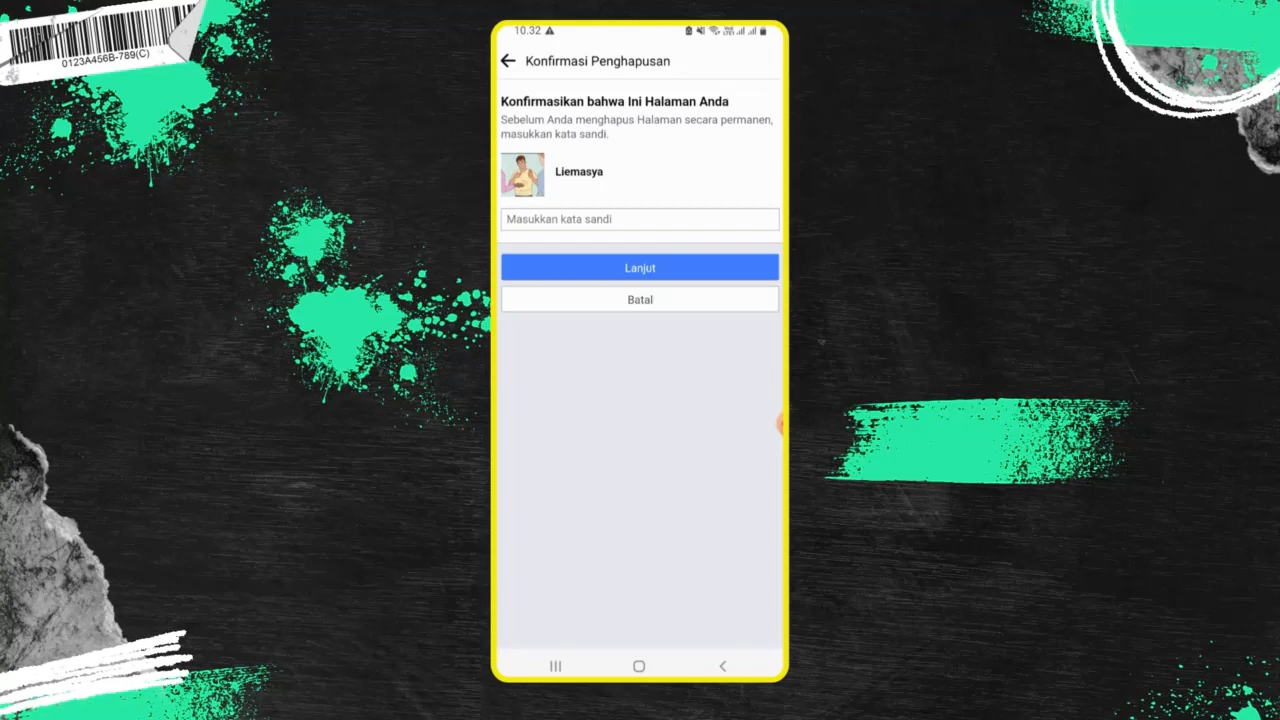 0123A456B-789(C)
10.32
Konfirmasi Penghapusan
Konfirmasikan bahwa Ini Halaman Anda
Sebelum Anda menghapus Halaman secara permanen,
masukkan kata sandi.
Liemasya
Masukkan kata sandi
Lanjut
Batal